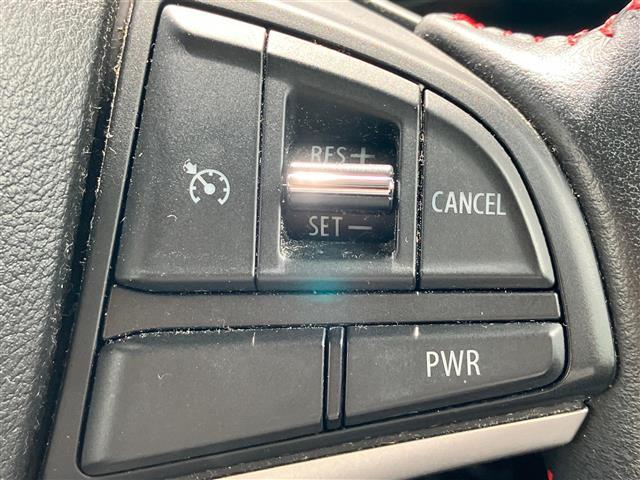 RES +
SET −
CANCEL
PWR